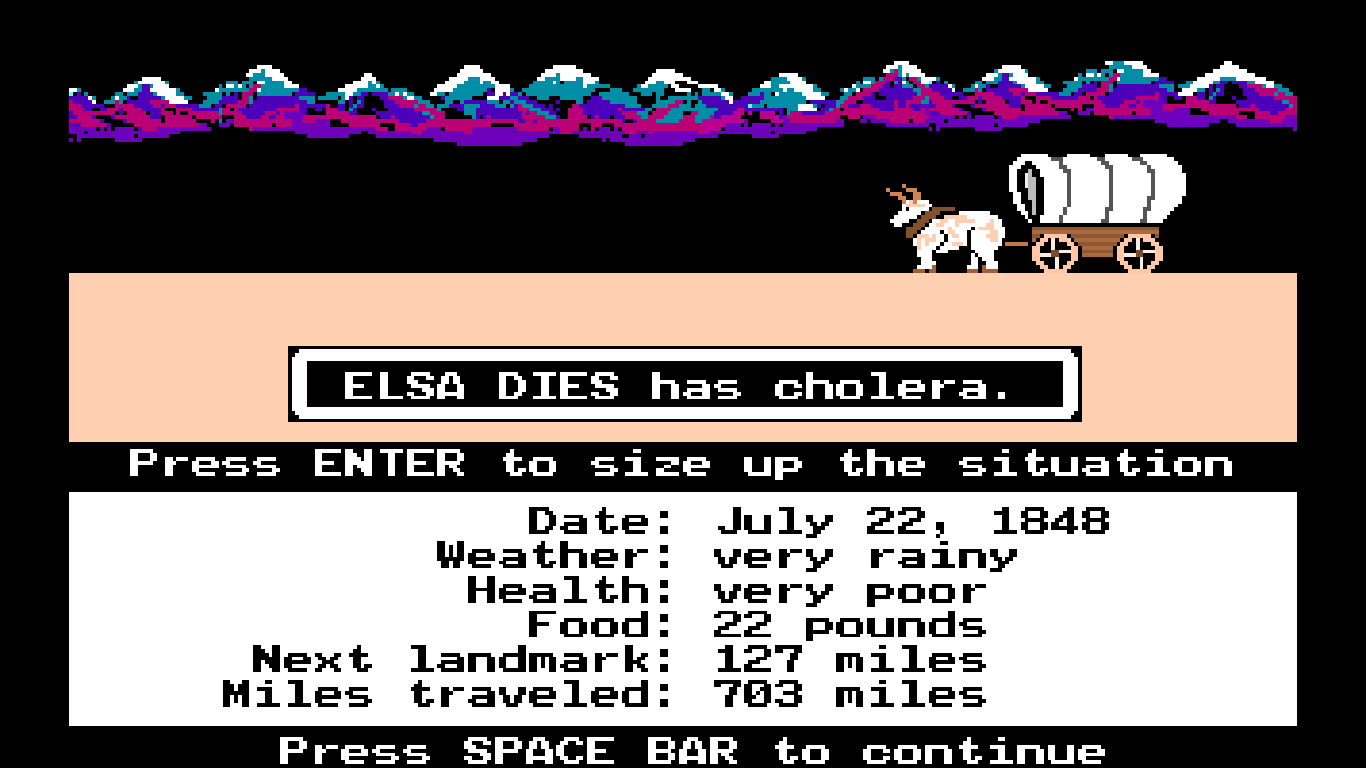 ELSA DIES has cholera.
Press ENTER to size up the situation
Date: July 22, 1848
Weather: very rainy
Health: very poor
Food: 22 pounds
Next landmark: 127 miles
Miles traveled: 703 miles
Press SPACE BAR to continue